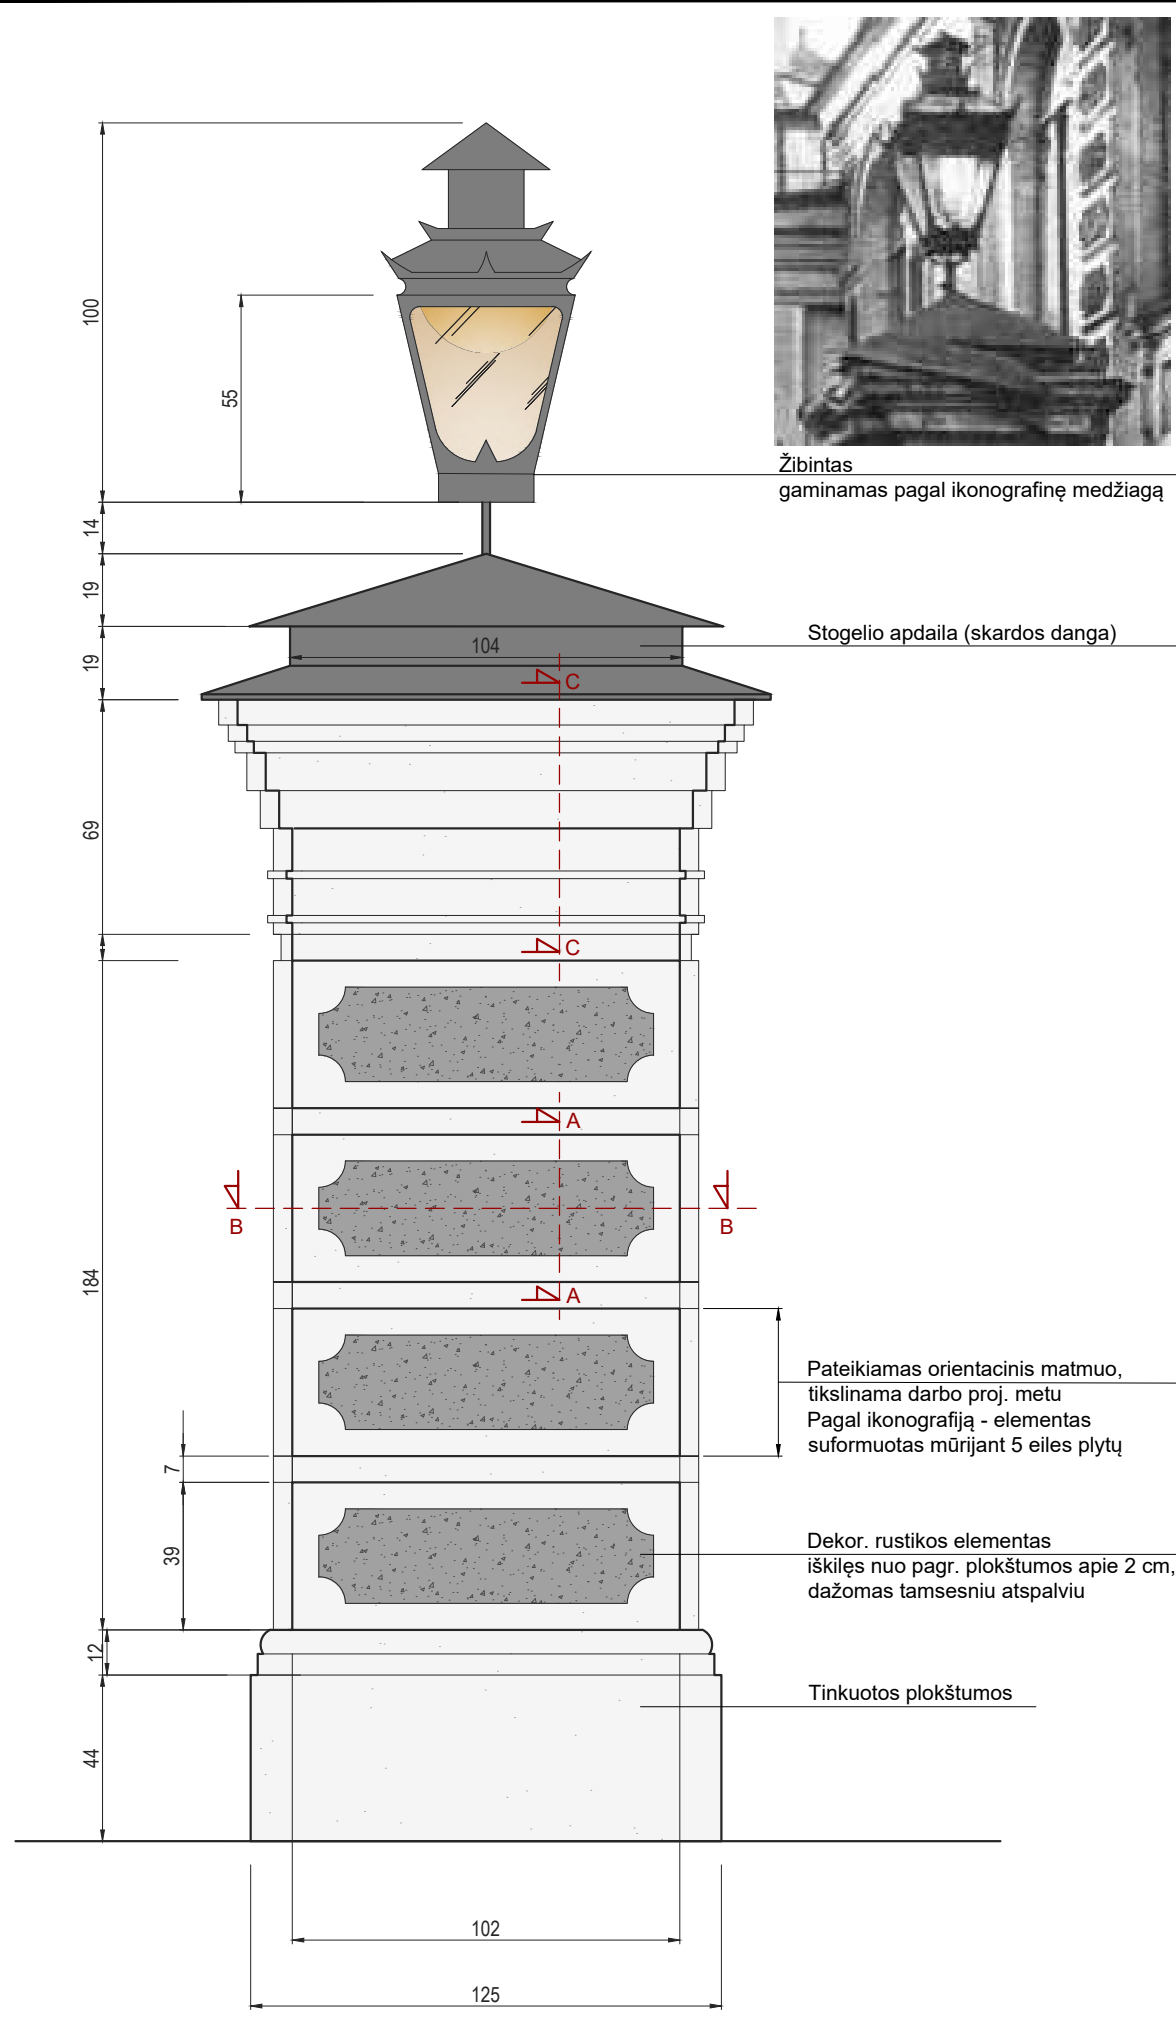 100
55
14
19
19
104
C
69
C
A
B
B
184
A
7
39
12
44
102
125
Žibintas
gaminamas pagal ikonografinę medžiagą
Stogelio apdaila (skardos danga)
Pateikiamas orientacinis matmuo,
tikslinama darbo proj. metu
Pagal ikonografiją - elementas
suformuotas mūrijant 5 eiles plytų
Dekor. rustikos elementas
iškilęs nuo pagr. plokštumos apie 2 cm,
dažomas tamsesniu atspalviu
Tinkuotos plokštumos